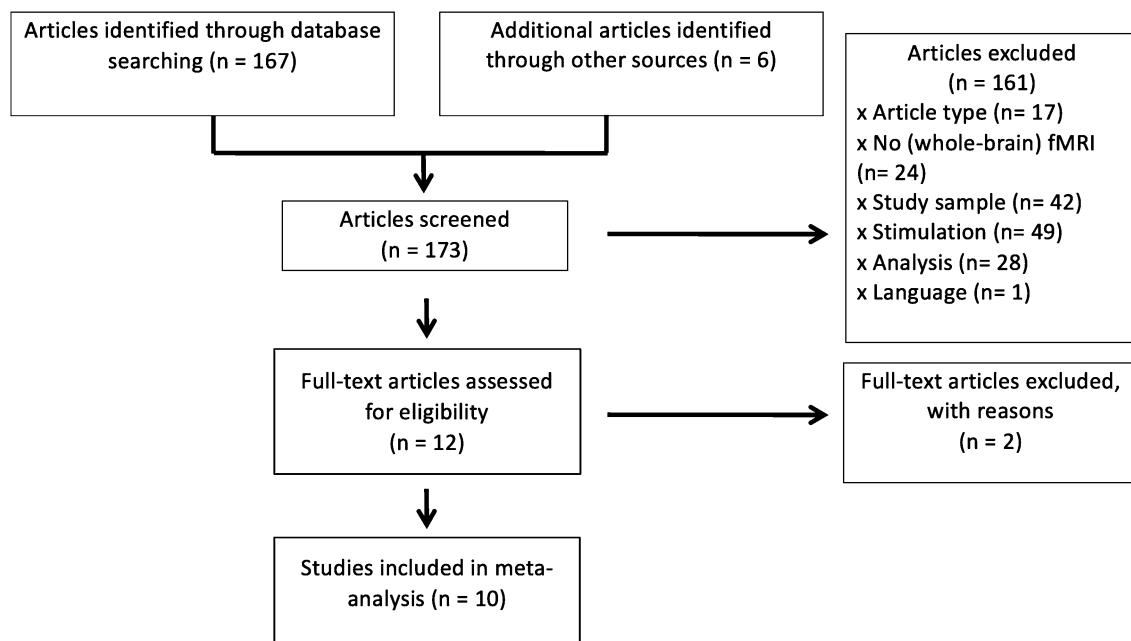 Articles identified through database
searching (n = 167)
Additional articles identified
through other sources (n = 6)
Articles excluded
(n = 161)
x Article type (n= 17)
x No (whole-brain) fMRI
(n= 24)
x Study sample (n= 42)
x Stimulation (n= 49)
x Analysis (n= 28)
x Language (n= 1)
Articles screened
(n = 173)
Full-text articles assessed
for eligibility
(n = 12)
Full-text articles excluded,
with reasons
(n = 2)
Studies included in meta-
analysis (n = 10)